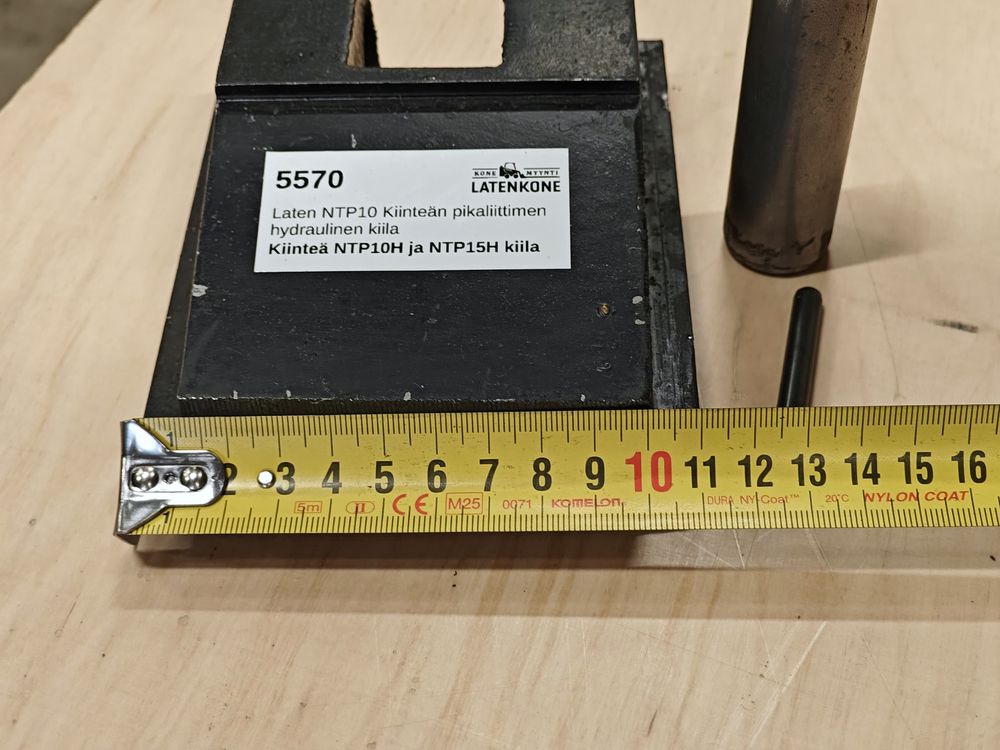 5570
KONE MYYNTI
LATENKONE
Laten NTP10 Kiinteän pikaliittimen
hydraulinen kiila
Kiinteä NTP10H ja NTP15H kiila
2 3 4 5 6 7 8 9 10 11 12 13 14 15 16
5m II CE M25 0071 KOMELON DURA NY-Coat™ 20°C NYLON COAT